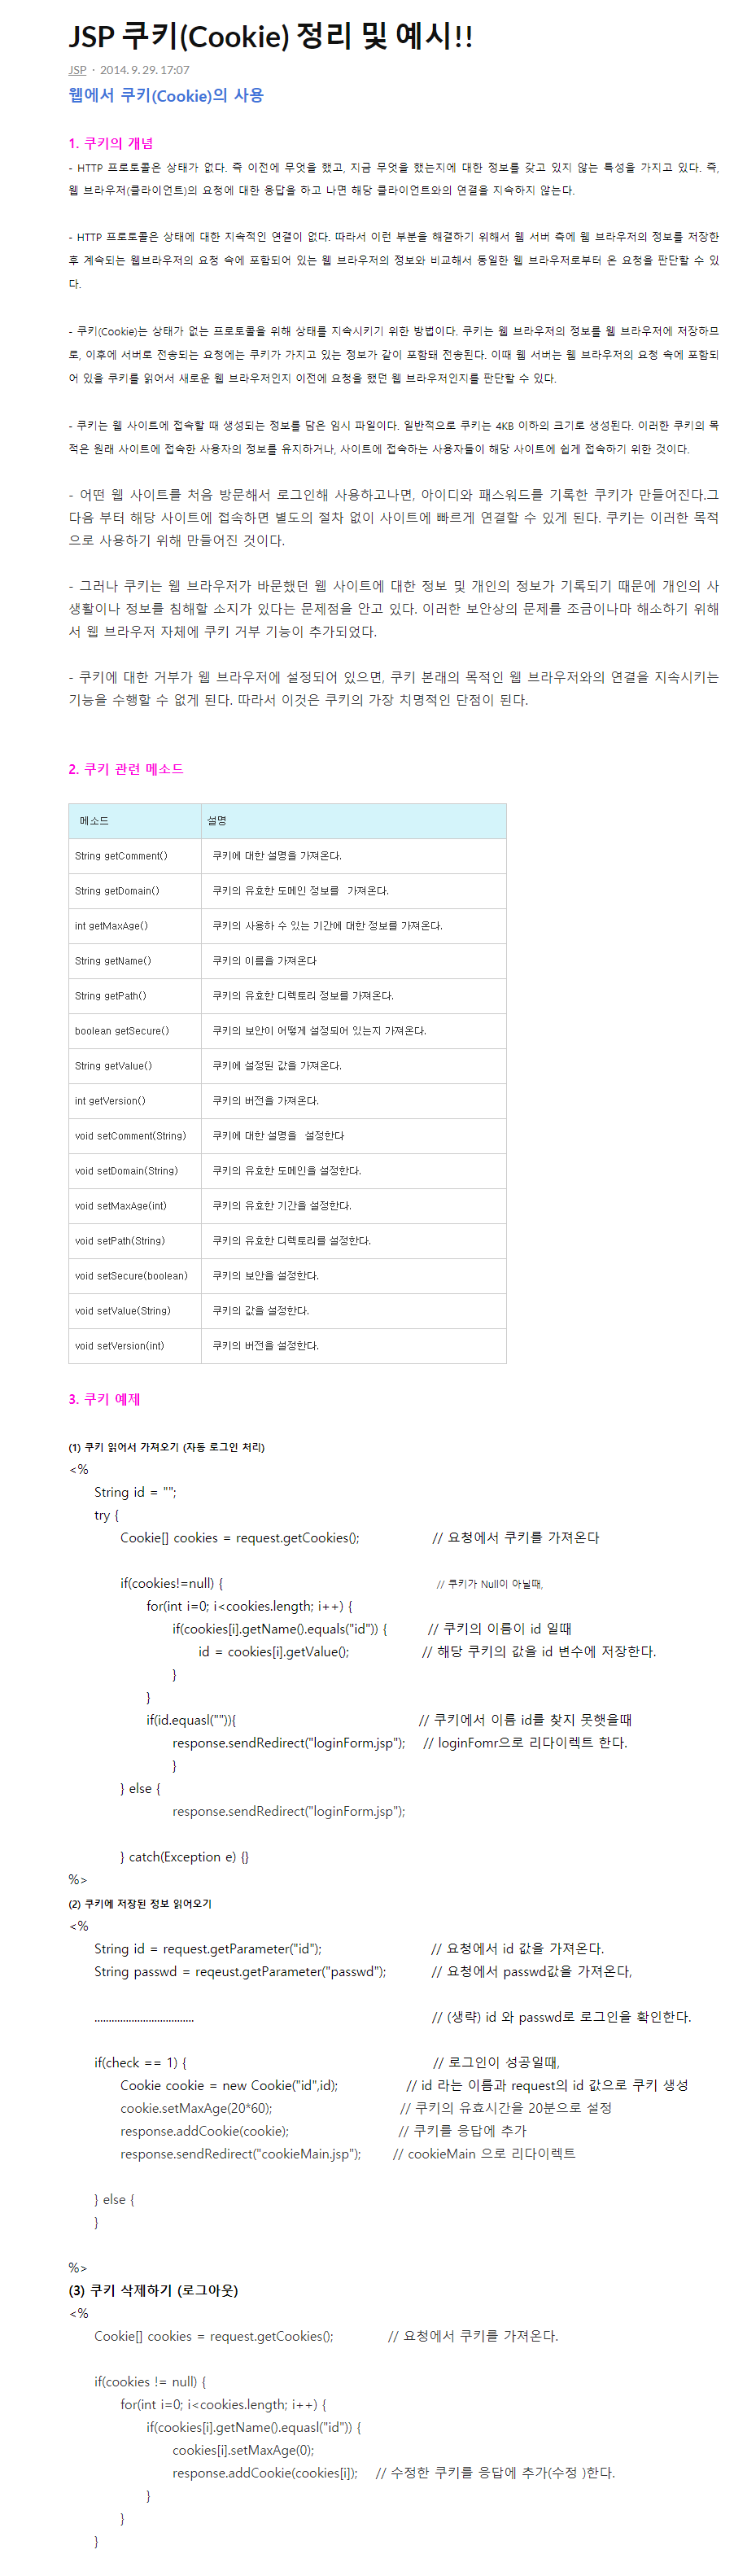 JSP 쿠키(Cookie) 정리 및 예시!!
JSP · 2014. 9. 29. 17:07
웹에서 쿠키(Cookie)의 사용
1. 쿠키의 개념
- HTTP 프로토콜은 상태가 없다. 즉 이전에 무엇을 했고, 지금 무엇을 했는지에 대한 정보를 갖고 있지 않는 특성을 가지고 있다. 즉,
웹 브라우저(클라이언트)의 요청에 대한 응답을 하고 나면 해당 클라이언트와의 연결을 지속하지 않는다.
- HTTP 프로토콜은 상태에 대한 지속적인 연결이 없다. 따라서 이런 부분을 해결하기 위해서 웹 서버 측에 웹 브라우저의 정보를 저장한
후 계속되는 웹브라우저의 요청 속에 포함되어 있는 웹 브라우저의 정보와 비교해서 동일한 웹 브라우저로부터 온 요청을 판단할 수 있
다.
- 쿠키(Cookie)는 상태가 없는 프로토콜을 위해 상태를 지속시키기 위한 방법이다. 쿠키는 웹 브라우저의 정보를 웹 브라우저에 저장하므
로, 이후에 서버로 전송되는 요청에는 쿠키가 가지고 있는 정보가 같이 포함돼 전송된다. 이때 웹 서버는 웹 브라우저의 요청 속에 포함되
어 있을 쿠키를 읽어서 새로운 웹 브라우저인지 이전에 요청을 했던 웹 브라우저인지를 판단할 수 있다.
- 쿠키는 웹 사이트에 접속할 때 생성되는 정보를 담은 임시 파일이다. 일반적으로 쿠키는 4KB 이하의 크기로 생성된다. 이러한 쿠키의 목
적은 원래 사이트에 접속한 사용자의 정보를 유지하거나, 사이트에 접속하는 사용자들이 해당 사이트에 쉽게 접속하기 위한 것이다.
- 어떤 웹 사이트를 처음 방문해서 로그인해 사용하고나면, 아이디와 패스워드를 기록한 쿠키가 만들어진다.그
다음 부터 해당 사이트에 접속하면 별도의 절차 없이 사이트에 빠르게 연결할 수 있게 된다. 쿠키는 이러한 목적
으로 사용하기 위해 만들어진 것이다.
- 그러나 쿠키는 웹 브라우저가 바문했던 웹 사이트에 대한 정보 및 개인의 정보가 기록되기 때문에 개인의 사
생활이나 정보를 침해할 소지가 있다는 문제점을 안고 있다. 이러한 보안상의 문제를 조금이나마 해소하기 위해
서 웹 브라우저 자체에 쿠키 거부 기능이 추가되었다.
- 쿠키에 대한 거부가 웹 브라우저에 설정되어 있으면, 쿠키 본래의 목적인 웹 브라우저와의 연결을 지속시키는
기능을 수행할 수 없게 된다. 따라서 이것은 쿠키의 가장 치명적인 단점이 된다.
2. 쿠키 관련 메소드
메소드 설명
String getComment() 쿠키에 대한 설명을 가져온다.
String getDomain() 쿠키의 유효한 도메인 정보를 가져온다.
int getMaxAge() 쿠키의 사용하 수 있는 기간에 대한 정보를 가져온다.
String getName() 쿠키의 이름을 가져온다
String getPath() 쿠키의 유효한 디렉토리 정보를 가져온다.
boolean getSecure() 쿠키의 보안이 어떻게 설정되어 있는지 가져온다.
String getValue() 쿠키에 설정된 값을 가져온다.
int getVersion() 쿠키의 버전을 가져온다.
void setComment(String) 쿠키에 대한 설명을 설정한다
void setDomain(String) 쿠키의 유효한 도메인을 설정한다.
void setMaxAge(int) 쿠키의 유효한 기간을 설정한다.
void setPath(String) 쿠키의 유효한 디렉토리를 설정한다.
void setSecure(boolean) 쿠키의 보안을 설정한다.
void setValue(String) 쿠키의 값을 설정한다.
void setVersion(int) 쿠키의 버전을 설정한다.
3. 쿠키 예제
(1) 쿠키 읽어서 가져오기 (자동 로그인 처리)
<%
String id = "";
try {
Cookie[] cookies = request.getCookies(); // 요청에서 쿠키를 가져온다
if(cookies!=null) { // 쿠키가 Null이 아닐때,
for(int i=0; i<cookies.length; i++) {
if(cookies[i].getName().equals("id")) { // 쿠키의 이름이 id 일때
id = cookies[i].getValue(); // 해당 쿠키의 값을 id 변수에 저장한다.
}
}
if(id.equasl("")){ // 쿠키에서 이름 id를 찾지 못햇을때
response.sendRedirect("loginForm.jsp"); // loginFomr으로 리다이렉트 한다.
}
} else {
response.sendRedirect("loginForm.jsp");
} catch(Exception e) {}
%>
(2) 쿠키에 저장된 정보 읽어오기
<%
String id = request.getParameter("id"); // 요청에서 id 값을 가져온다.
String passwd = reqeust.getParameter("passwd"); // 요청에서 passwd값을 가져온다,
................................... // (생략) id 와 passwd로 로그인을 확인한다.
if(check == 1) { // 로그인이 성공일때,
Cookie cookie = new Cookie("id",id); // id 라는 이름과 request의 id 값으로 쿠키 생성
cookie.setMaxAge(20*60); // 쿠키의 유효시간을 20분으로 설정
response.addCookie(cookie); // 쿠키를 응답에 추가
response.sendRedirect("cookieMain.jsp"); // cookieMain 으로 리다이렉트
} else {
}
%>
(3) 쿠키 삭제하기 (로그아웃)
<%
Cookie[] cookies = request.getCookies(); // 요청에서 쿠키를 가져온다.
if(cookies != null) {
for(int i=0; i<cookies.length; i++) {
if(cookies[i].getName().equasl("id")) {
cookies[i].setMaxAge(0);
response.addCookie(cookies[i]); // 수정한 쿠키를 응답에 추가(수정 )한다.
}
}
}